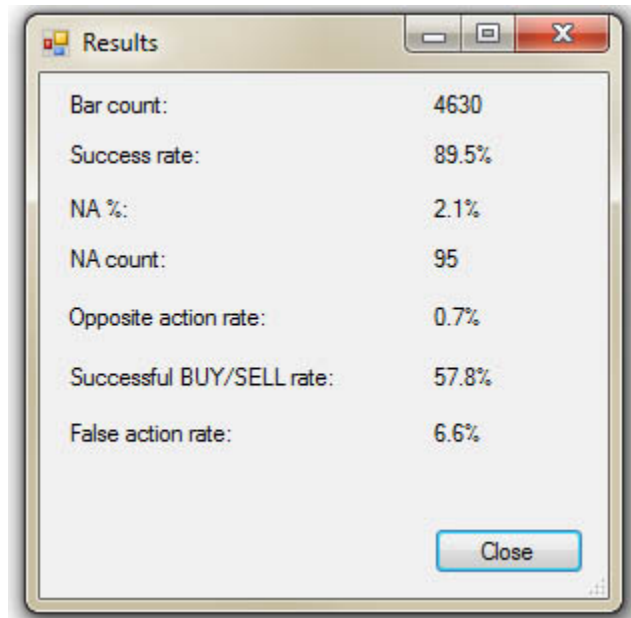 Results
Bar count: 4630
Success rate: 89.5%
NA %: 2.1%
NA count: 95
Opposite action rate: 0.7%
Successful BUY/SELL rate: 57.8%
False action rate: 6.6%
Close